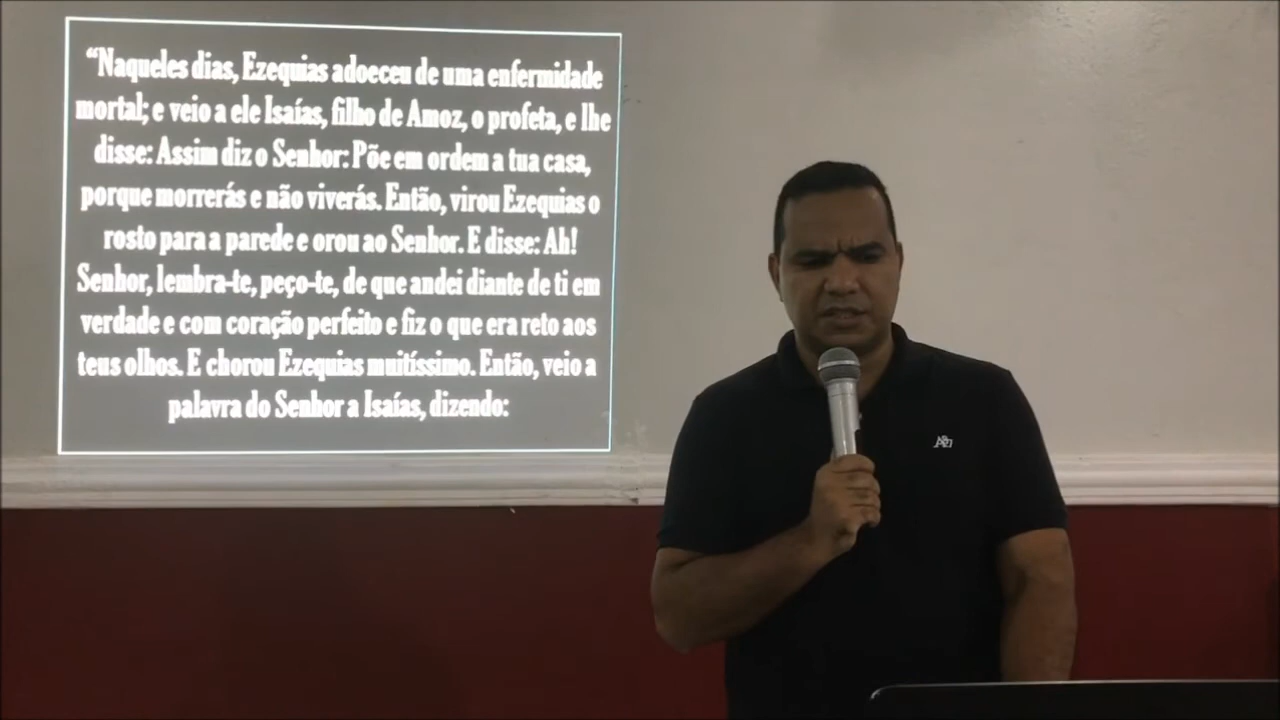 “Naqueles dias, Ezequias adoeceu de uma enfermidade
mortal; e veio a ele Isaías, filho de Amoz, o profeta, e lhe
disse: Assim diz o Senhor: Põe em ordem a tua casa,
porque morrerás e não viverás. Então, virou Ezequias o
rosto para a parede e orou ao Senhor. E disse: Ah!
Senhor, lembra-te, peço-te, de que andei diante de ti em
verdade e com coração perfeito e fiz o que era reto aos
teus olhos. E chorou Ezequias muitíssimo. Então, veio a
palavra do Senhor a Isaías, dizendo: